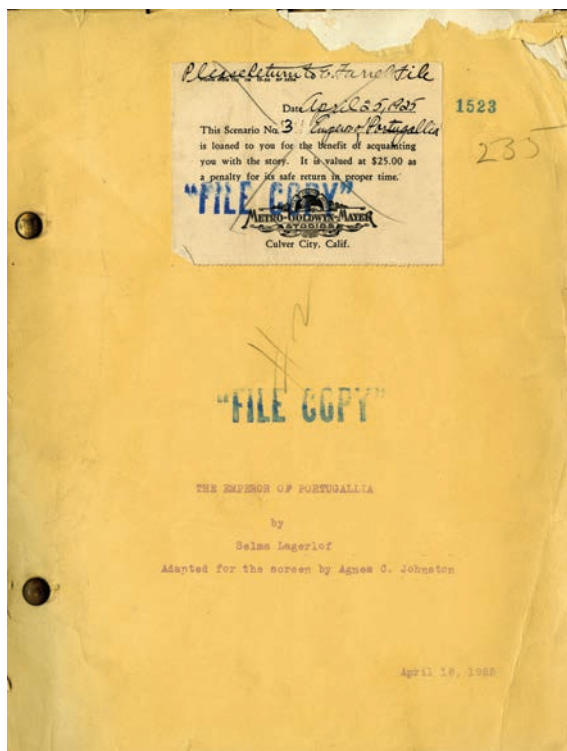 Please Return to E. Farrel File
Date April 25, 1925
1523
This Scenario No. 3 Emperor of Portugallia
235
is loaned to you for the benefit of acquainting
you with the story. It is valued at $25.00 as
a penalty for its safe return in proper time.
"FILE COPY"
METRO-GOLDWYN-MAYER
STUDIOS
Culver City, Calif.
"FILE COPY"
THE EMPEROR OF PORTUGALLIA
by
Selma Lagerlof
Adapted for the screen by Agnes C. Johnston
April 18, 1925